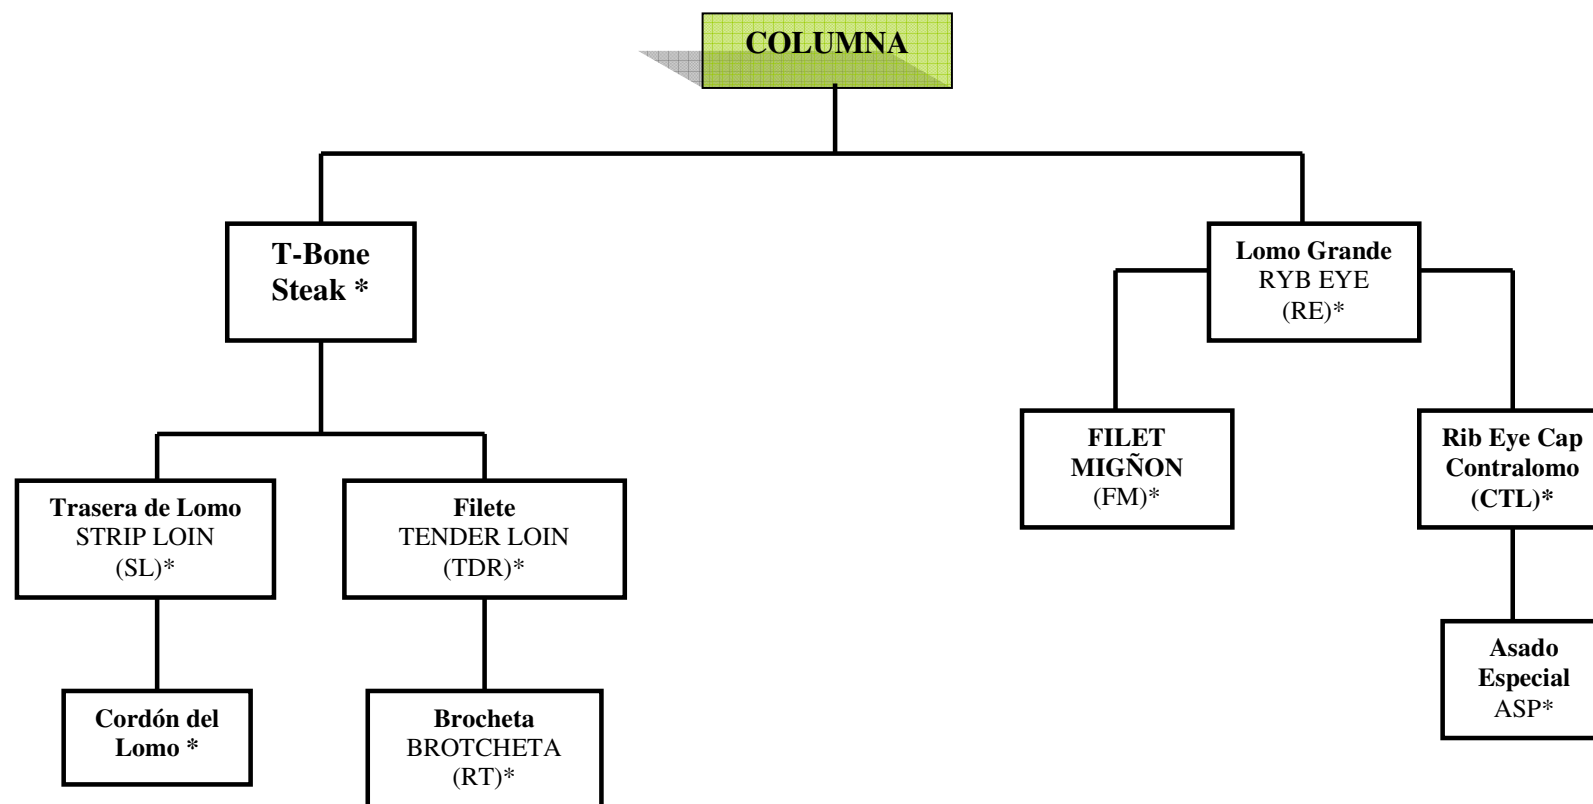 COLUMNA
T-Bone
Steak *
Lomo Grande
RYB EYE
(RE)*
FILET
MIGÑON
(FM)*
Rib Eye Cap
Contralomo
(CTL)*
Trasera de Lomo
STRIP LOIN
(SL)*
Filete
TENDER LOIN
(TDR)*
Asado
Especial
ASP*
Cordón del
Lomo *
Brocheta
BROTCHETA
(RT)*